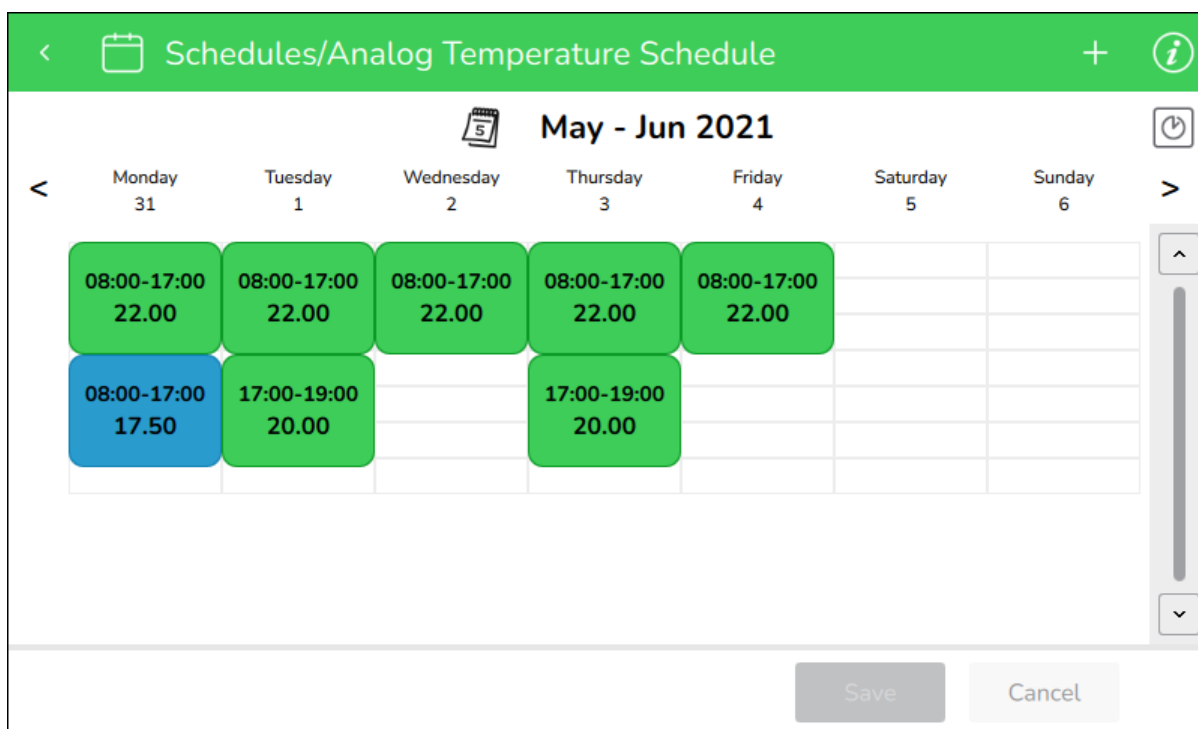 Schedules/Analog Temperature Schedule
5
May - Jun 2021
Monday Tuesday Wednesday Thursday Friday Saturday Sunday
31 1 2 3 4 5 6
08:00-17:00 08:00-17:00 08:00-17:00 08:00-17:00 08:00-17:00
22.00 22.00 22.00 22.00 22.00
08:00-17:00 17:00-19:00 17:00-19:00
17.50 20.00 20.00
Save Cancel